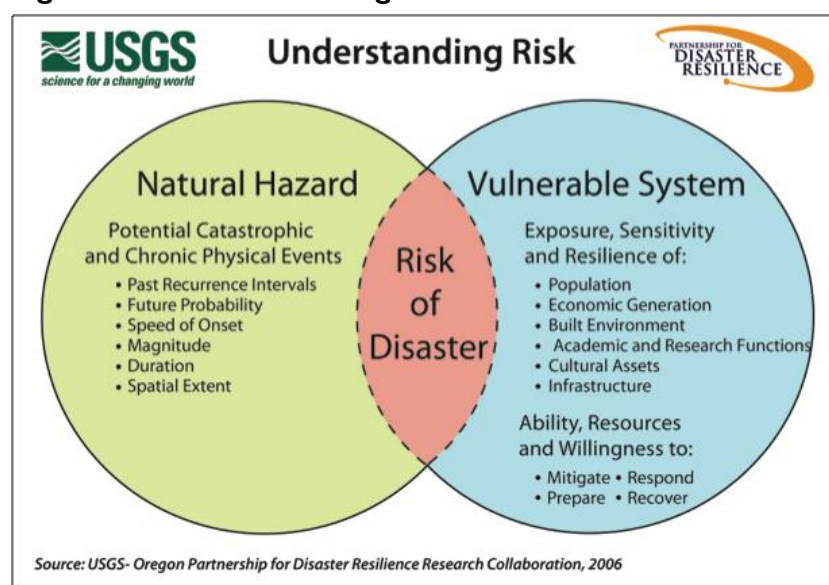 USGS
science for a changing world
Understanding Risk
PARTNERSHIP FOR
DISASTER
RESILIENCE
Natural Hazard
Potential Catastrophic
and Chronic Physical Events
• Past Recurrence Intervals
• Future Probability
• Speed of Onset
• Magnitude
• Duration
• Spatial Extent
Risk
of
Disaster
Vulnerable System
Exposure, Sensitivity
and Resilience of:
• Population
• Economic Generation
• Built Environment
• Academic and Research Functions
• Cultural Assets
• Infrastructure
Ability, Resources
and Willingness to:
• Mitigate • Respond
• Prepare • Recover
Source: USGS- Oregon Partnership for Disaster Resilience Research Collaboration, 2006